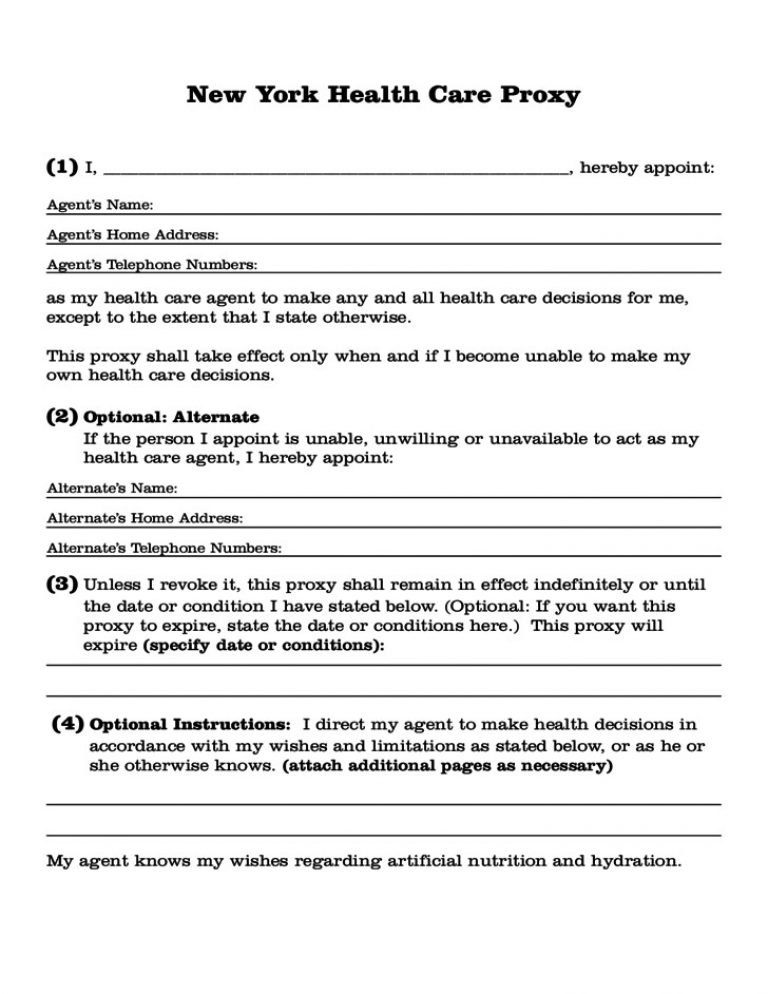 New York Health Care Proxy
(1) I, ________________________________________________, hereby appoint:
Agent's Name:
Agent's Home Address:
Agent's Telephone Numbers:
as my health care agent to make any and all health care decisions for me,
except to the extent that I state otherwise.
This proxy shall take effect only when and if I become unable to make my
own health care decisions.
(2) Optional: Alternate
If the person I appoint is unable, unwilling or unavailable to act as my
health care agent, I hereby appoint:
Alternate's Name:
Alternate's Home Address:
Alternate's Telephone Numbers:
(3) Unless I revoke it, this proxy shall remain in effect indefinitely or until
the date or condition I have stated below. (Optional: If you want this
proxy to expire, state the date or conditions here.) This proxy will
expire (specify date or conditions):
(4) Optional Instructions: I direct my agent to make health decisions in
accordance with my wishes and limitations as stated below, or as he or
she otherwise knows. (attach additional pages as necessary)
My agent knows my wishes regarding artificial nutrition and hydration.